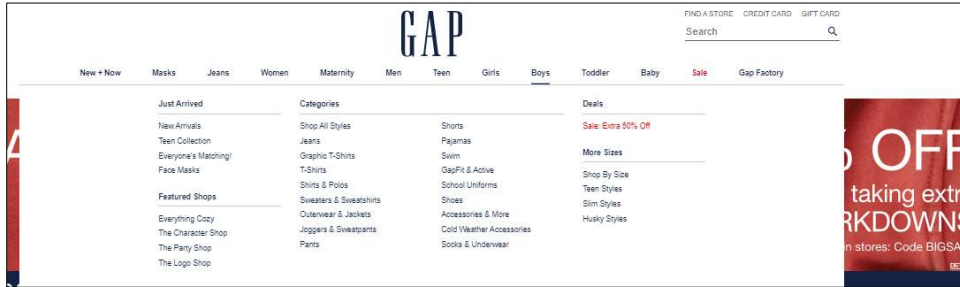 GAP
FIND A STORE CREDIT CARD GIFT CARD
Search
New + Now Masks Jeans Women Maternity Men Teen Girls Boys Toddler Baby Sale Gap Factory
Just Arrived
New Arrivals
Teen Collection
Everyone's Matching!
Face Masks
Featured Shops
Everything Cozy
The Character Shop
The Party Shop
The Logo Shop
Categories
Shop All Styles
Jeans
Graphic T-Shirts
T-Shirts
Shirts & Polos
Sweaters & Sweatshirts
Outerwear & Jackets
Joggers & Sweatpants
Pants
Shorts
Pajamas
Swim
GapFit & Active
School Uniforms
Shoes
Accessories & More
Cold Weather Accessories
Socks & Underwear
Deals
Sale: Extra 50% Off
More Sizes
Shop By Size
Teen Styles
Slim Styles
Husky Styles
% OFF
taking extr
RKDOWNS
in stores: Code BIGSA